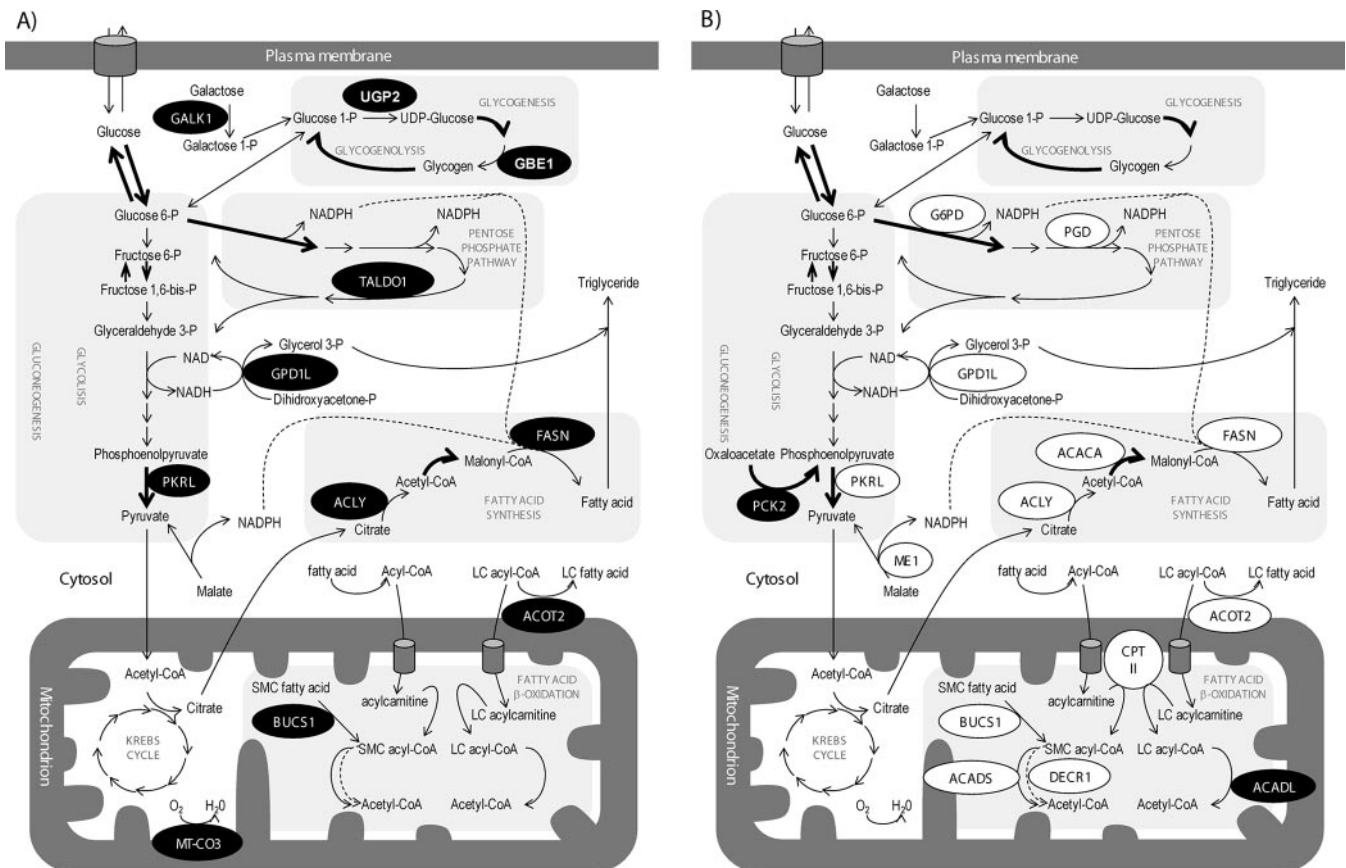 A)
Plasma membrane
Galactose
GALK1
Galactose 1-P
Glucose
UGP2
GLYCOGENESIS
Glucose 1-P
UDP-Glucose
GLYCOGENOLYSIS
Glycogen
GBE1
Glucose 6-P
NADPH
NADPH
PENTOSE
PHOSPHATE
PATHWAY
Fructose 6-P
TALDO1
Fructose 1,6-bis-P
Triglyceride
Glyceraldehyde 3-P
GLUCONEOGENESIS
GLYCOLISIS
NAD⁺
NADH
Glycerol 3-P
GPD1L
Dihidroxyacetone-P
FASN
Phosphoenolpyruvate
Malonyl-CoA
PKRL
Acetyl-CoA
ACLY
FATTY ACID
SYNTHESIS
Fatty acid
Pyruvate
NADPH
Citrate
Cytosol
Malate
fatty acid
Acyl-CoA
LC acyl-CoA
LC fatty acid
ACOT2
Mitochondrion
Acetyl-CoA
Citrate
KREBS
CYCLE
O₂
H₂0
MT-CO3
SMC fatty acid
BUCS1
acylcarnitine
FATTY ACID
β-OXIDATION
LC acylcarnitine
SMC acyl-CoA
LC acyl-CoA
Acetyl-CoA
Acetyl-CoA
B)
Plasma membrane
Galactose
Galactose 1-P
Glucose
GLYCOGENESIS
Glucose 1-P
UDP-Glucose
GLYCOGENOLYSIS
Glycogen
Glucose 6-P
G6PD
NADPH
PGD
NADPH
PENTOSE
PHOSPHATE
PATHWAY
Fructose 6-P
Fructose 1,6-bis-P
Triglyceride
Glyceraldehyde 3-P
GLUCONEOGENESIS
GLYCOLISIS
NAD⁺
NADH
Glycerol 3-P
GPD1L
Dihidroxyacetone-P
FASN
Oxaloacetate
Phosphoenolpyruvate
ACACA
Malonyl-CoA
PCK2
PKRL
Acetyl-CoA
ACLY
FATTY ACID
SYNTHESIS
Fatty acid
Pyruvate
NADPH
Citrate
ME1
Cytosol
Malate
fatty acid
Acyl-CoA
LC acyl-CoA
LC fatty acid
ACOT2
Mitochondrion
CPT
II
Acetyl-CoA
Citrate
KREBS
CYCLE
O₂
H₂0
SMC fatty acid
BUCS1
acylcarnitine
FATTY ACID
β-OXIDATION
LC acylcarnitine
SMC acyl-CoA
LC acyl-CoA
ACADS
DECR1
ACADL
Acetyl-CoA
Acetyl-CoA